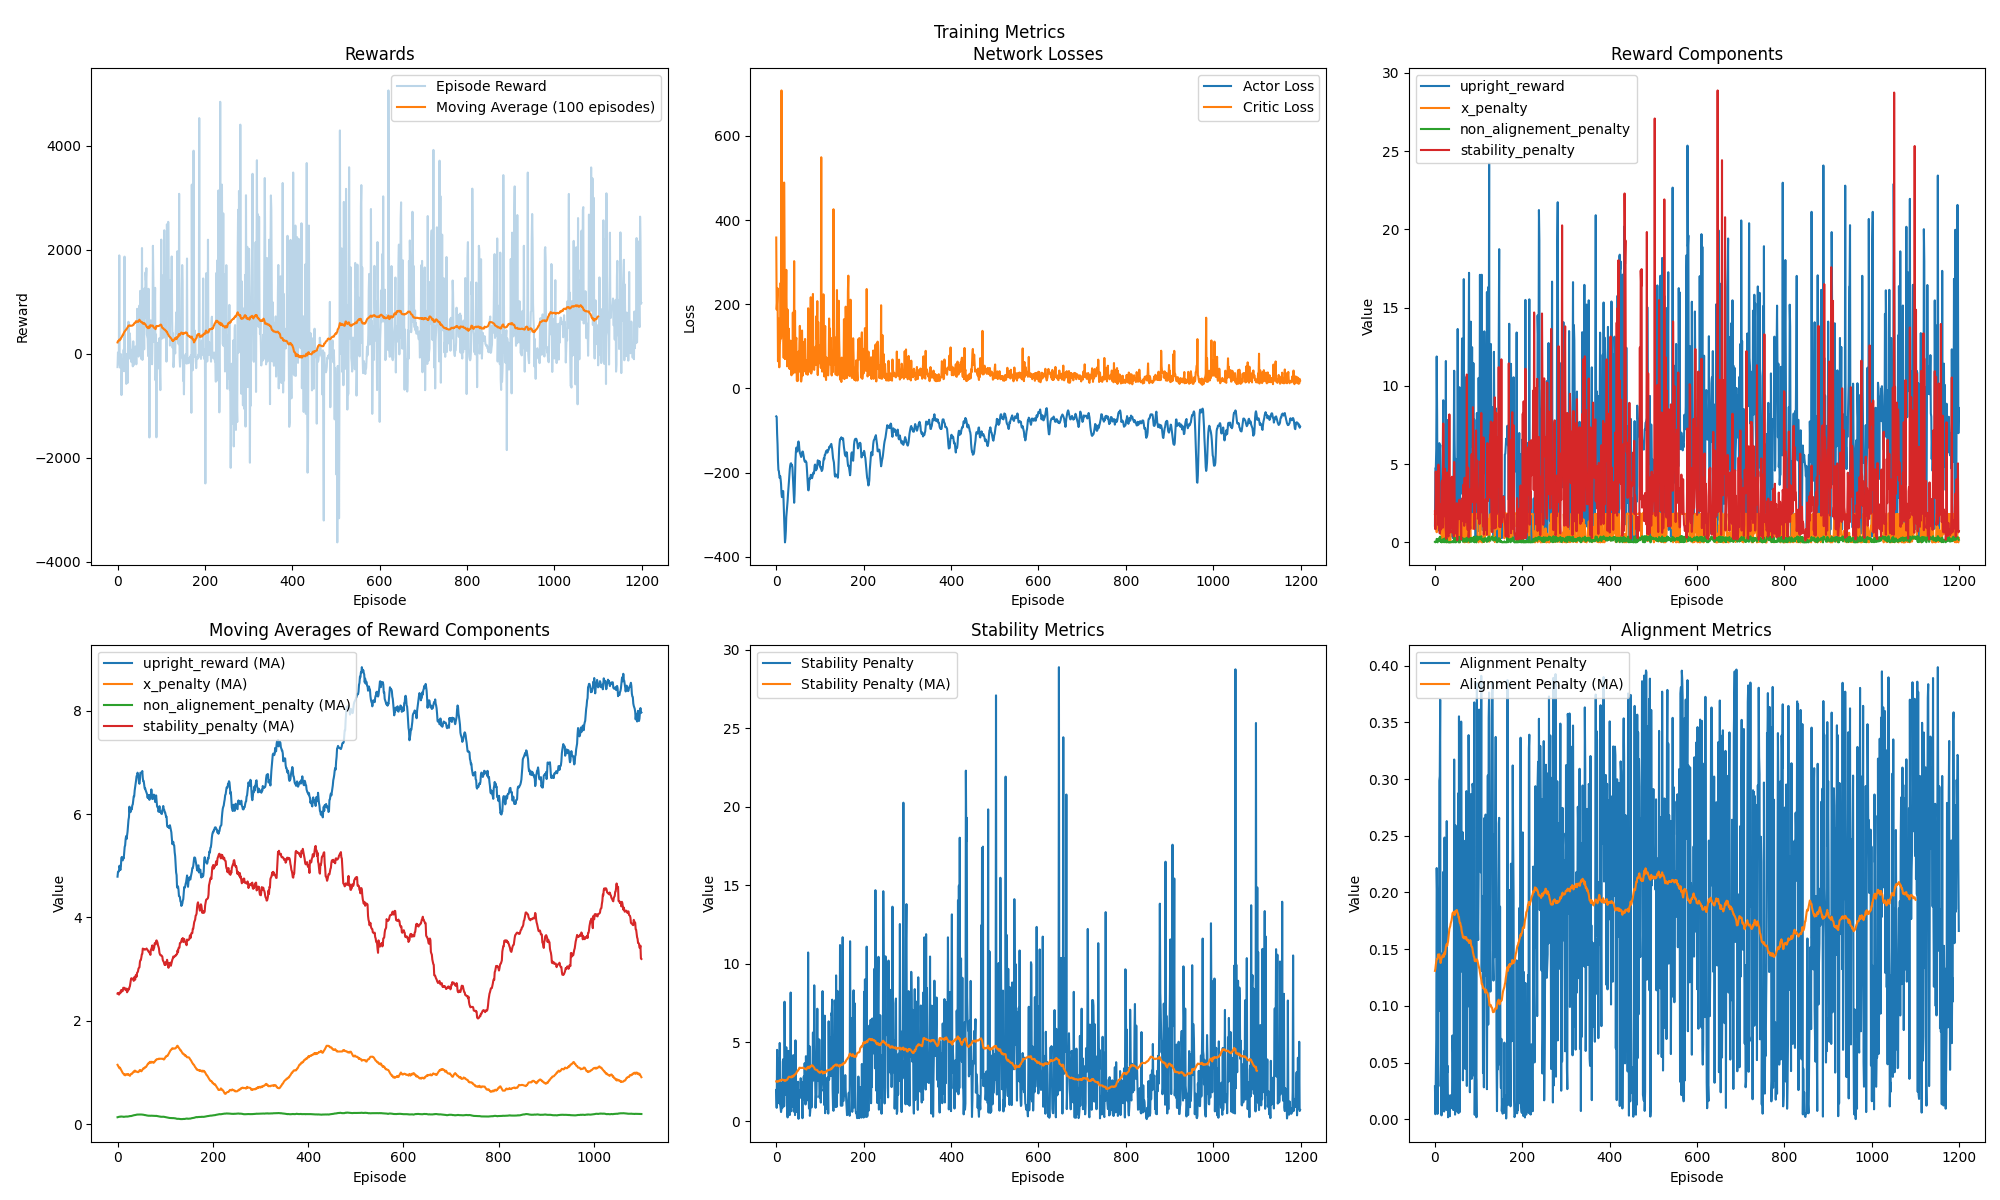 Training Metrics
Rewards
Episode Reward
Moving Average (100 episodes)
Reward
4000
2000
0
−2000
−4000
0 200 400 600 800 1000 1200
Episode
Network Losses
Actor Loss
Critic Loss
Loss
600
400
200
0
−200
−400
0 200 400 600 800 1000 1200
Episode
Reward Components
upright_reward
x_penalty
non_alignement_penalty
stability_penalty
Value
30
25
20
15
10
5
0
0 200 400 600 800 1000 1200
Episode
Moving Averages of Reward Components
upright_reward (MA)
x_penalty (MA)
non_alignement_penalty (MA)
stability_penalty (MA)
Value
8
6
4
2
0
0 200 400 600 800 1000
Episode
Stability Metrics
Stability Penalty
Stability Penalty (MA)
Value
30
25
20
15
10
5
0
0 200 400 600 800 1000 1200
Episode
Alignment Metrics
Alignment Penalty
Alignment Penalty (MA)
Value
0.40
0.35
0.30
0.25
0.20
0.15
0.10
0.05
0.00
0 200 400 600 800 1000 1200
Episode